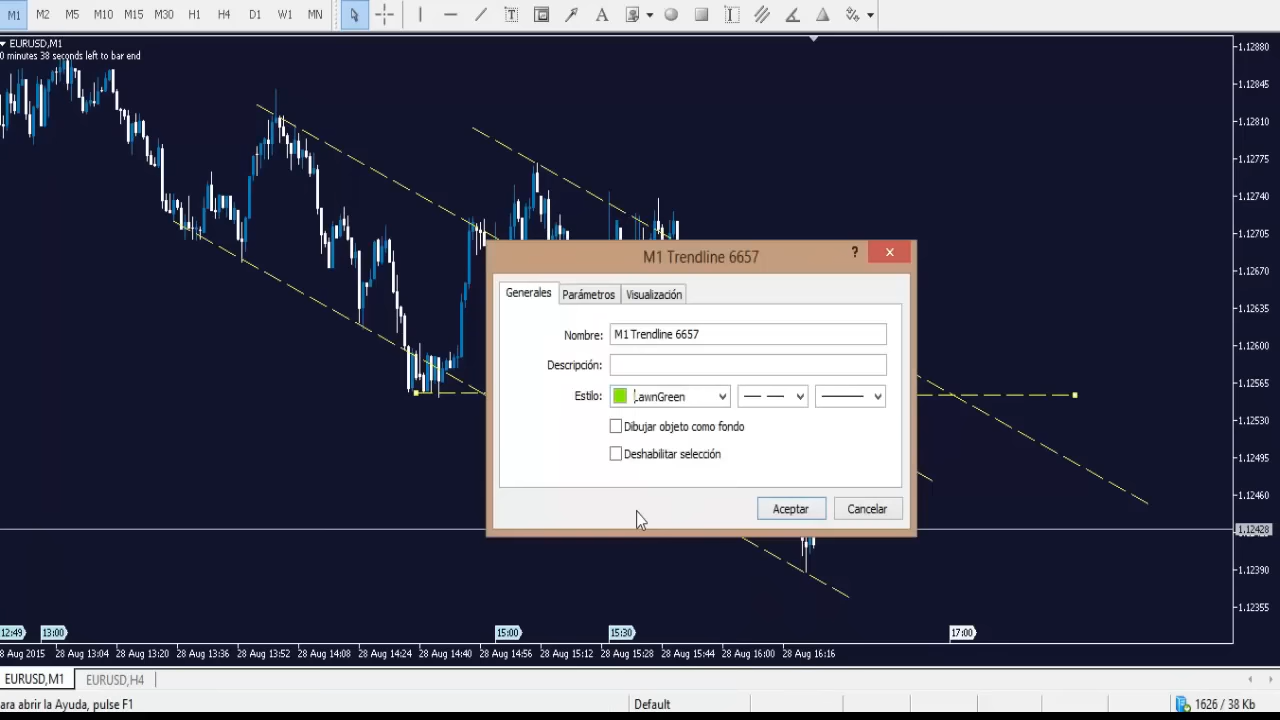 M1 M2 M5 M10 M15 M30 H1 H4 D1 W1 MN
EURUSD,M1
0 minutes 38 seconds left to bar end
1.12880
1.12845
1.12810
1.12775
1.12740
1.12705
1.12670
1.12635
1.12600
1.12565
1.12530
1.12495
1.12460
1.12428
1.12390
1.12355
M1 Trendline 6657
?
Generales Parámetros Visualización
Nombre: M1 Trendline 6657
Descripción:
Estilo: LawnGreen
Dibujar objeto como fondo
Deshabilitar selección
Aceptar Cancelar
12:49 13:00 15:00 15:30 17:00
8 Aug 2015 28 Aug 13:04 28 Aug 13:20 28 Aug 13:36 28 Aug 13:52 28 Aug 14:08 28 Aug 14:24 28 Aug 14:40 28 Aug 14:56 28 Aug 15:12 28 Aug 15:28 28 Aug 15:44 28 Aug 16:00 28 Aug 16:16
EURUSD,M1 EURUSD,H4
ara abrir la Ayuda, pulse F1 Default 1626 / 38 Kb